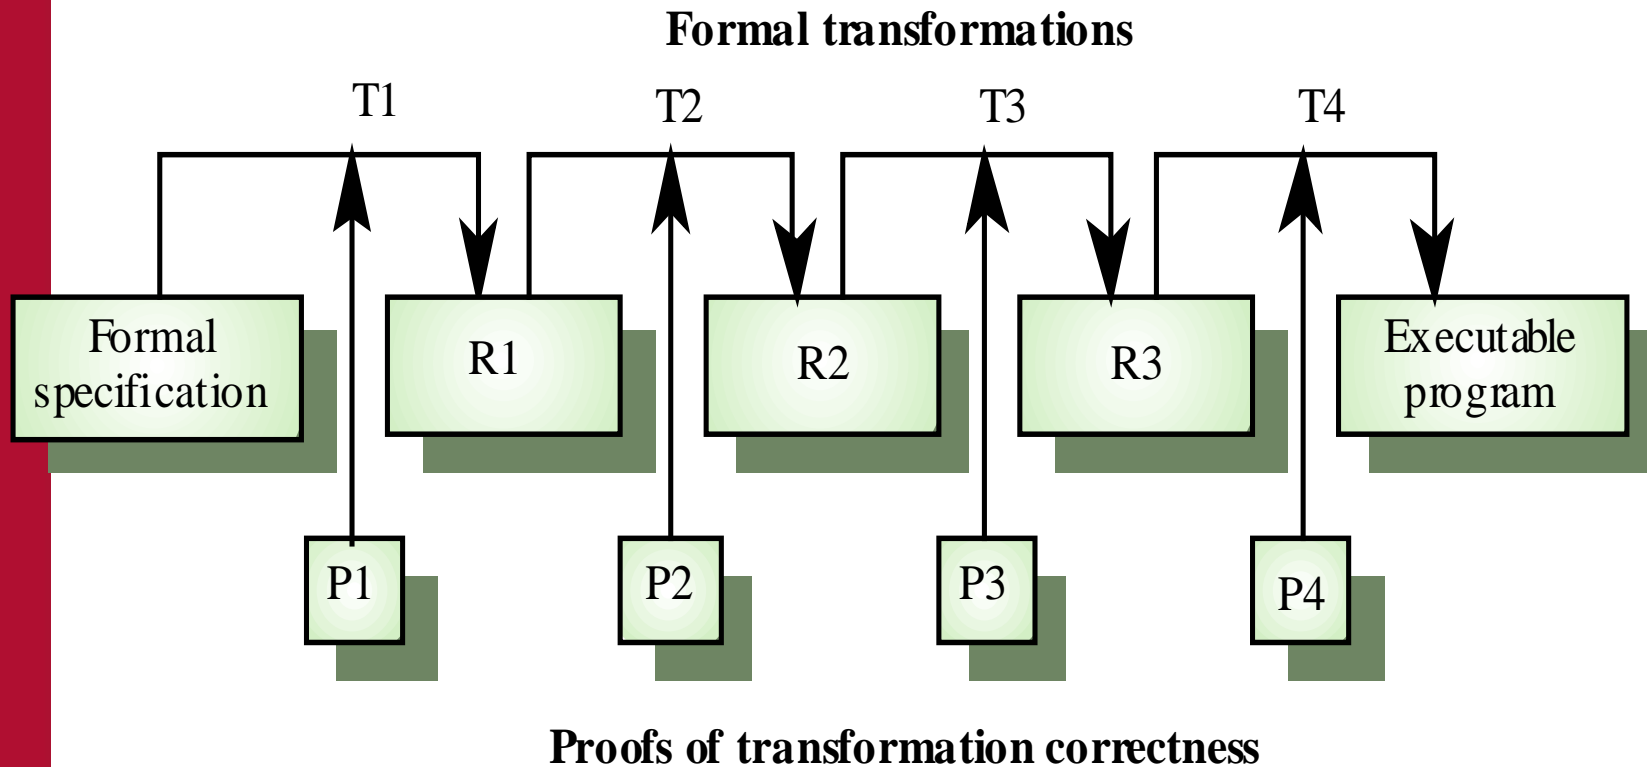 Formal transformations
T1
T2
T3
T4
Formal
specification
R1
R2
R3
Executable
program
P1
P2
P3
P4
Proofs of transformation correctness